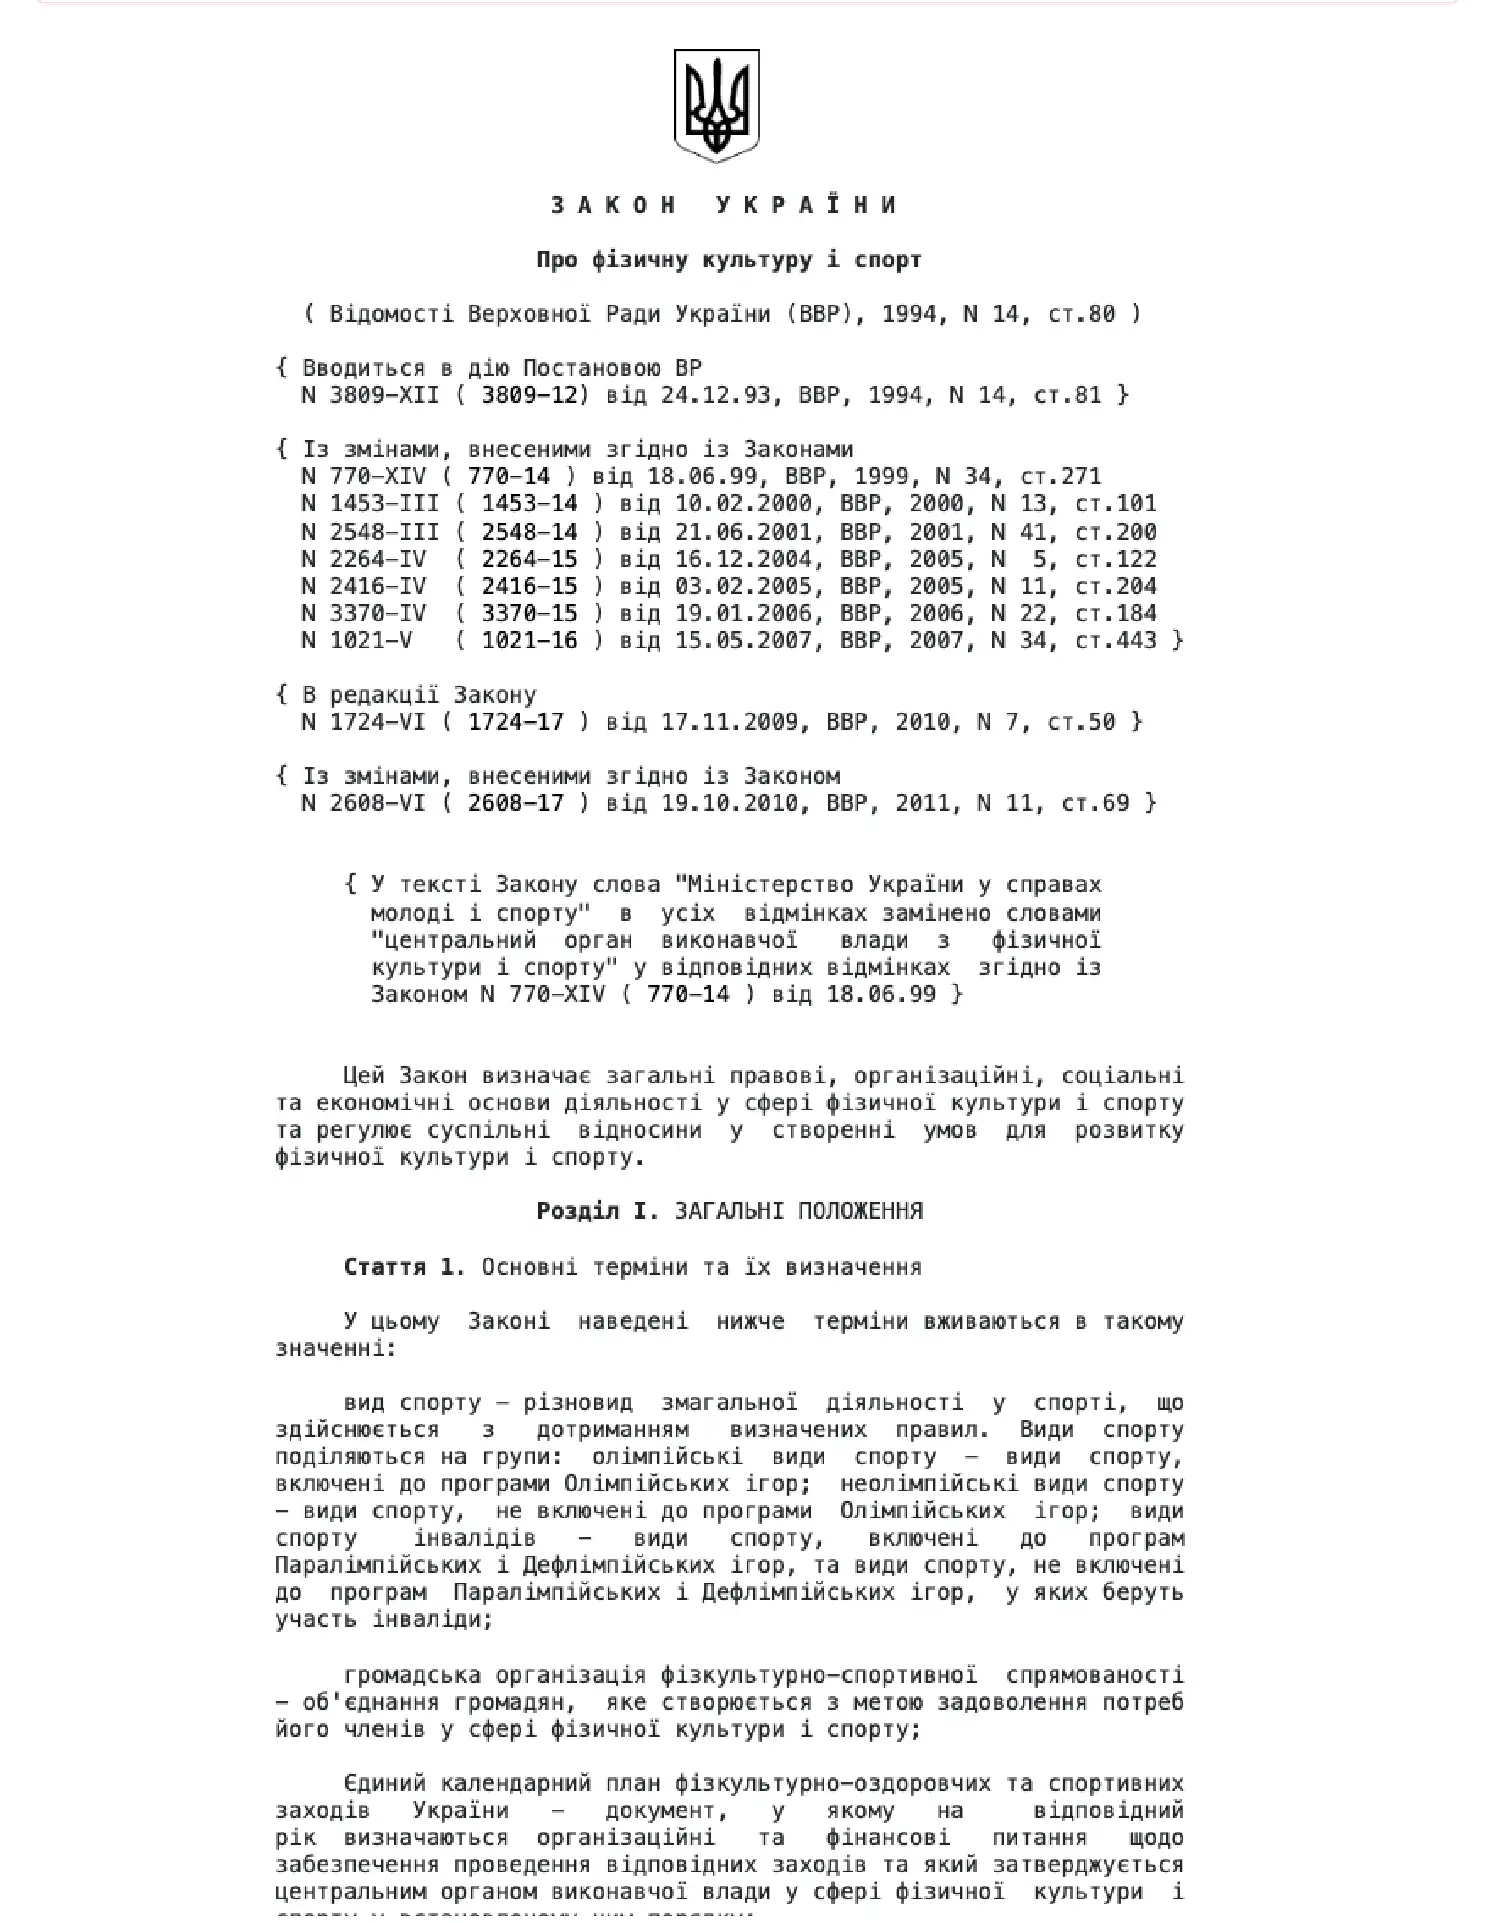 З А К О Н   У К Р А Ї Н И
Про фізичну культуру і спорт
( Відомості Верховної Ради України (ВВР), 1994, N 14, ст.80 )
{ Вводиться в дію Постановою ВР
N 3809-XII ( 3809-12) від 24.12.93, ВВР, 1994, N 14, ст.81 }
{ Із змінами, внесеними згідно із Законами
N 770-XIV ( 770-14 ) від 18.06.99, ВВР, 1999, N 34, ст.271
N 1453-III ( 1453-14 ) від 10.02.2000, ВВР, 2000, N 13, ст.101
N 2548-III ( 2548-14 ) від 21.06.2001, ВВР, 2001, N 41, ст.200
N 2264-IV ( 2264-15 ) від 16.12.2004, ВВР, 2005, N 5, ст.122
N 2416-IV ( 2416-15 ) від 03.02.2005, ВВР, 2005, N 11, ст.204
N 3370-IV ( 3370-15 ) від 19.01.2006, ВВР, 2006, N 22, ст.184
N 1021-V ( 1021-16 ) від 15.05.2007, ВВР, 2007, N 34, ст.443 }
{ В редакції Закону
N 1724-VI ( 1724-17 ) від 17.11.2009, ВВР, 2010, N 7, ст.50 }
{ Із змінами, внесеними згідно із Законом
N 2608-VI ( 2608-17 ) від 19.10.2010, ВВР, 2011, N 11, ст.69 }
{ У тексті Закону слова "Міністерство України у справах
молоді і спорту" в усіх відмінках замінено словами
"центральний орган виконавчої влади з фізичної
культури і спорту" у відповідних відмінках згідно із
Законом N 770-XIV ( 770-14 ) від 18.06.99 }
Цей Закон визначає загальні правові, організаційні, соціальні
та економічні основи діяльності у сфері фізичної культури і спорту
та регулює суспільні відносини у створенні умов для розвитку
фізичної культури і спорту.
Розділ I. ЗАГАЛЬНІ ПОЛОЖЕННЯ
Стаття 1. Основні терміни та їх визначення
У цьому Законі наведені нижче терміни вживаються в такому
значенні:
вид спорту - різновид змагальної діяльності у спорті, що
здійснюється з дотриманням визначених правил. Види спорту
поділяються на групи: олімпійські види спорту - види спорту,
включені до програми Олімпійських ігор; неолімпійські види спорту
- види спорту, не включені до програми Олімпійських ігор; види
спорту інвалідів - види спорту, включені до програм
Паралімпійських і Дефлімпійських ігор, та види спорту, не включені
до програм Паралімпійських і Дефлімпійських ігор, у яких беруть
участь інваліди;
громадська організація фізкультурно-спортивної спрямованості
- об'єднання громадян, яке створюється з метою задоволення потреб
його членів у сфері фізичної культури і спорту;
Єдиний календарний план фізкультурно-оздоровчих та спортивних
заходів України - документ, у якому на відповідний
рік визначаються організаційні та фінансові питання щодо
забезпечення проведення відповідних заходів та який затверджується
центральним органом виконавчої влади у сфері фізичної культури і